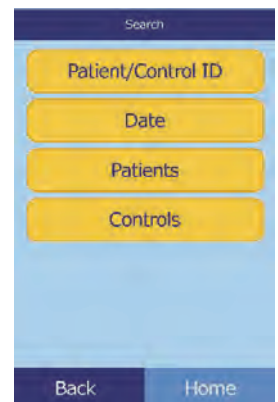 Search
Patient/Control ID
Date
Patients
Controls
Back Home